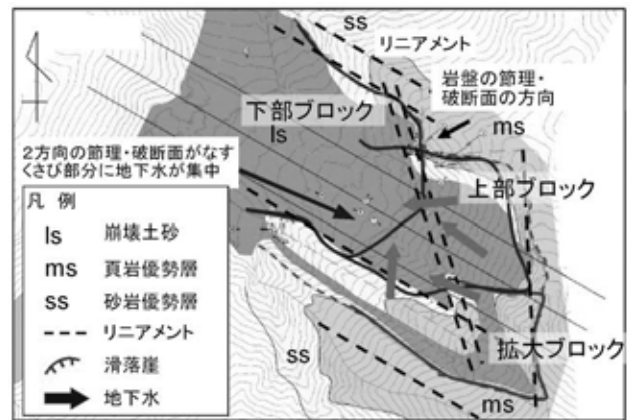 ss
リニアメント
岩盤の節理・
破断面の方向
ms
下部ブロック
ls
2方向の節理・破断面がなす
くさび部分に地下水が集中
上部ブロック
凡 例
ls 崩壊土砂
ms 頁岩優勢層
ss 砂岩優勢層
リニアメント
滑落崖
地下水
ss
拡大ブロック
ms